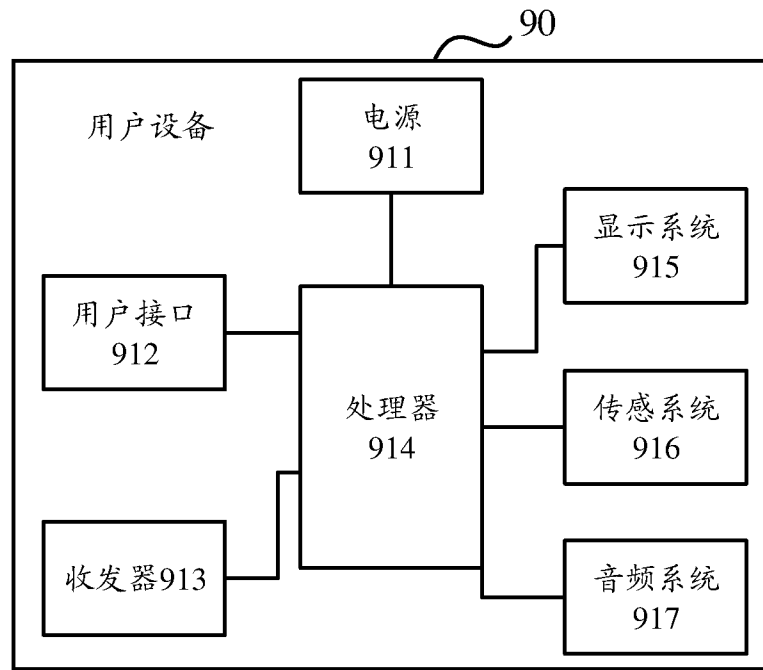 90
用户设备
电源
911
显示系统
915
用户接口
912
处理器
914
传感系统
916
收发器913
音频系统
917